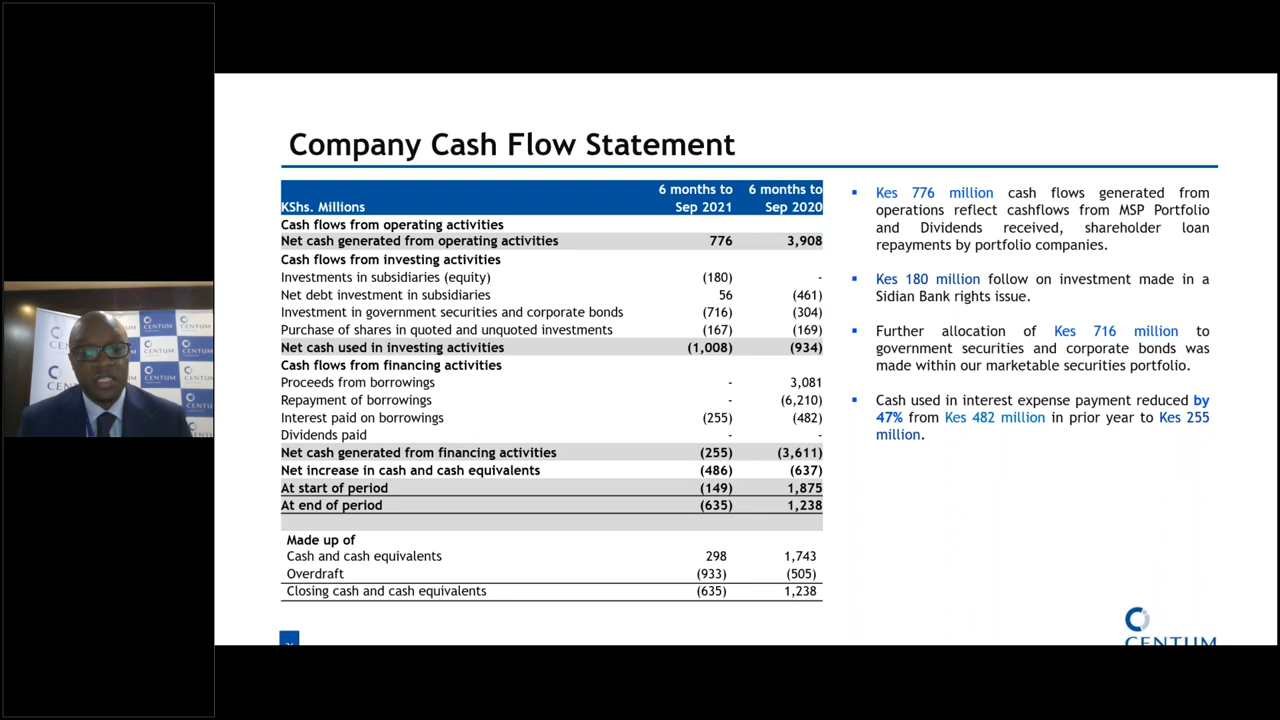 Company Cash Flow Statement
6 months to 6 months to
KShs. Millions Sep 2021 Sep 2020
Cash flows from operating activities
Net cash generated from operating activities 776 3,908
Cash flows from investing activities
Investments in subsidiaries (equity) (180) -
Net debt investment in subsidiaries 56 (461)
Investment in government securities and corporate bonds (716) (304)
Purchase of shares in quoted and unquoted investments (167) (169)
Net cash used in investing activities (1,008) (934)
Cash flows from financing activities
Proceeds from borrowings - 3,081
Repayment of borrowings - (6,210)
Interest paid on borrowings (255) (482)
Dividends paid - -
Net cash generated from financing activities (255) (3,611)
Net increase in cash and cash equivalents (486) (637)
At start of period (149) 1,875
At end of period (635) 1,238
Made up of
Cash and cash equivalents 298 1,743
Overdraft (933) (505)
Closing cash and cash equivalents (635) 1,238
▪ Kes 776 million cash flows generated from
operations reflect cashflows from MSP Portfolio
and Dividends received, shareholder loan
repayments by portfolio companies.
▪ Kes 180 million follow on investment made in a
Sidian Bank rights issue.
▪ Further allocation of Kes 716 million to
government securities and corporate bonds was
made within our marketable securities portfolio.
▪ Cash used in interest expense payment reduced by
47% from Kes 482 million in prior year to Kes 255
million.
CENTUM
CENTUM
CENTUM
CENTUM
CENTUM